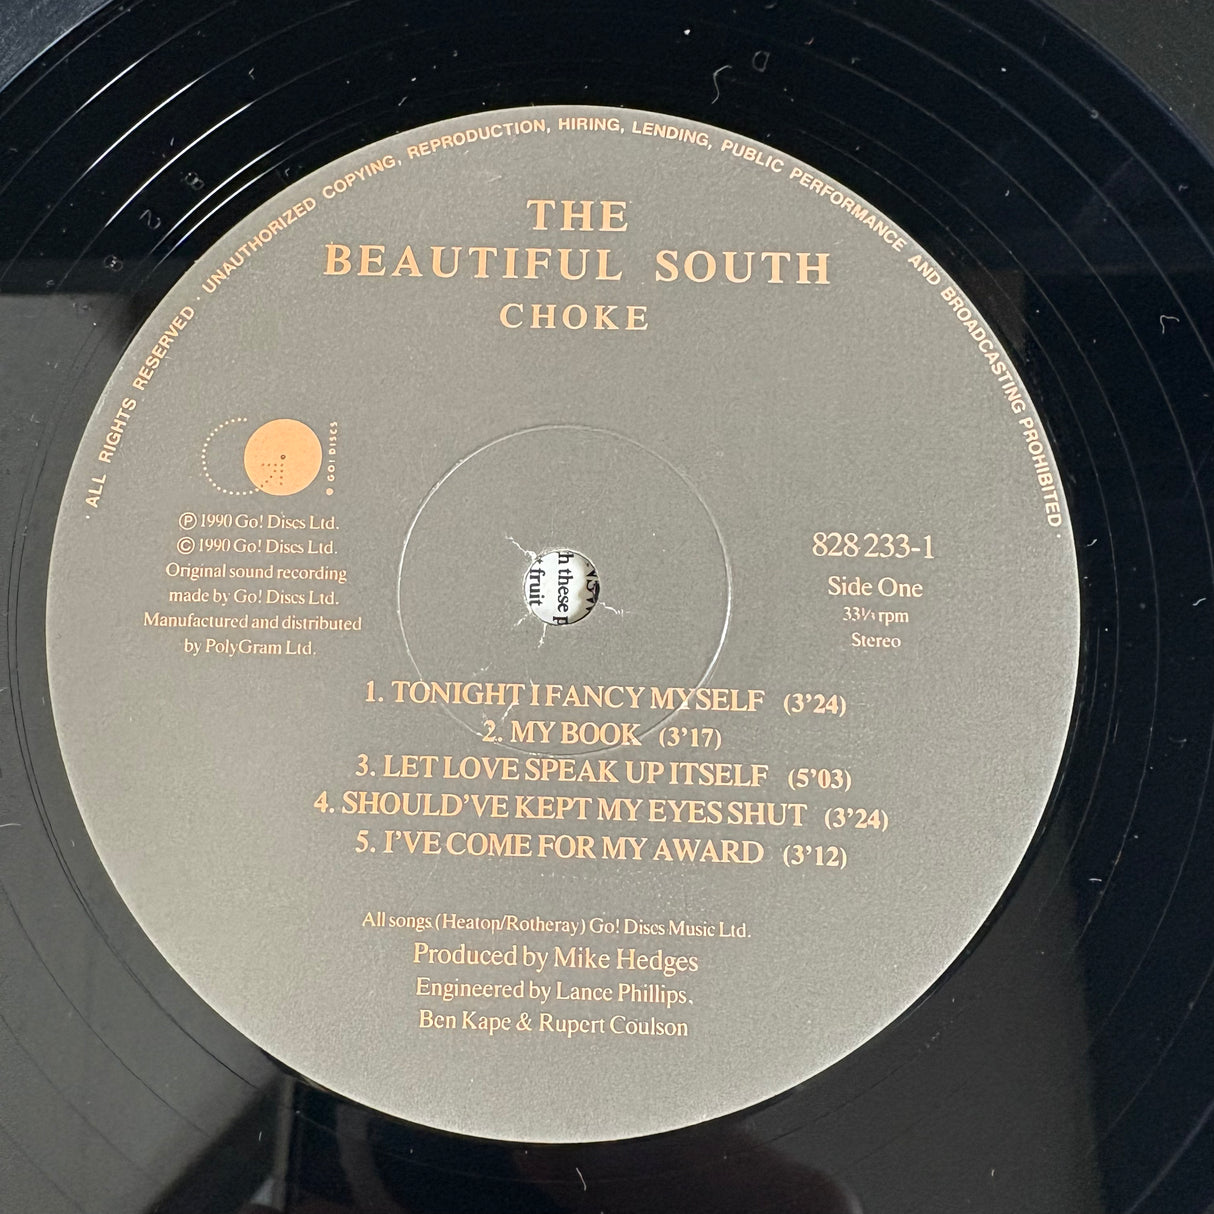 · ALL RIGHTS RESERVED · UNAUTHORIZED COPYING, REPRODUCTION, HIRING, LENDING, PUBLIC PERFORMANCE AND BROADCASTING PROHIBITED ·
THE
BEAUTIFUL SOUTH
CHOKE
GO! DISCS
℗ 1990 Go! Discs Ltd.
© 1990 Go! Discs Ltd.
Original sound recording
made by Go! Discs Ltd.
Manufactured and distributed
by PolyGram Ltd.
828 233-1
Side One
33⅓ rpm
Stereo
h these p
fruit
1. TONIGHT I FANCY MYSELF (3’24)
2. MY BOOK (3’17)
3. LET LOVE SPEAK UP ITSELF (5’03)
4. SHOULD’VE KEPT MY EYES SHUT (3’24)
5. I’VE COME FOR MY AWARD (3’12)
All songs (Heaton/Rotheray) Go! Discs Music Ltd.
Produced by Mike Hedges
Engineered by Lance Phillips,
Ben Kape & Rupert Coulson